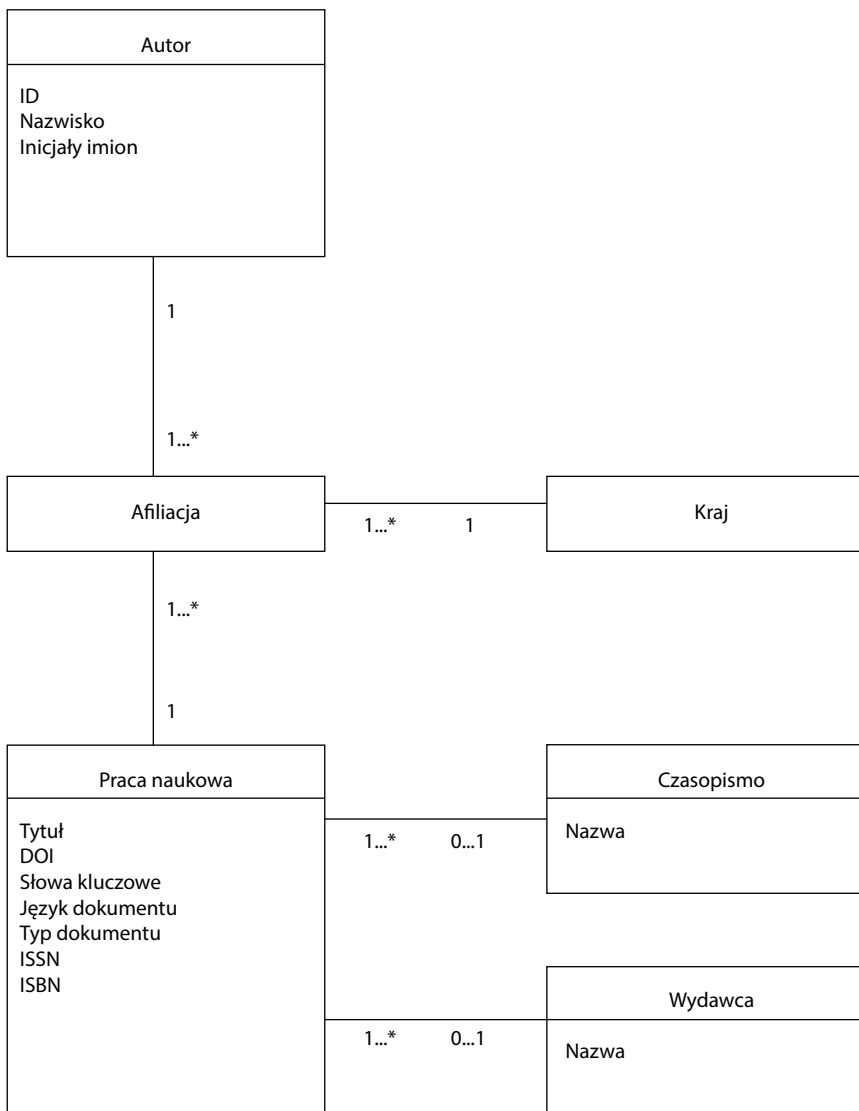 Autor
ID
Nazwisko
Inicjały imion
1
1...*
Afiliacja
1...* 1
Kraj
1...*
1
Praca naukowa
Tytuł
DOI
Słowa kluczowe
Język dokumentu
Typ dokumentu
ISSN
ISBN
1...* 0...1
Czasopismo
Nazwa
1...* 0...1
Wydawca
Nazwa